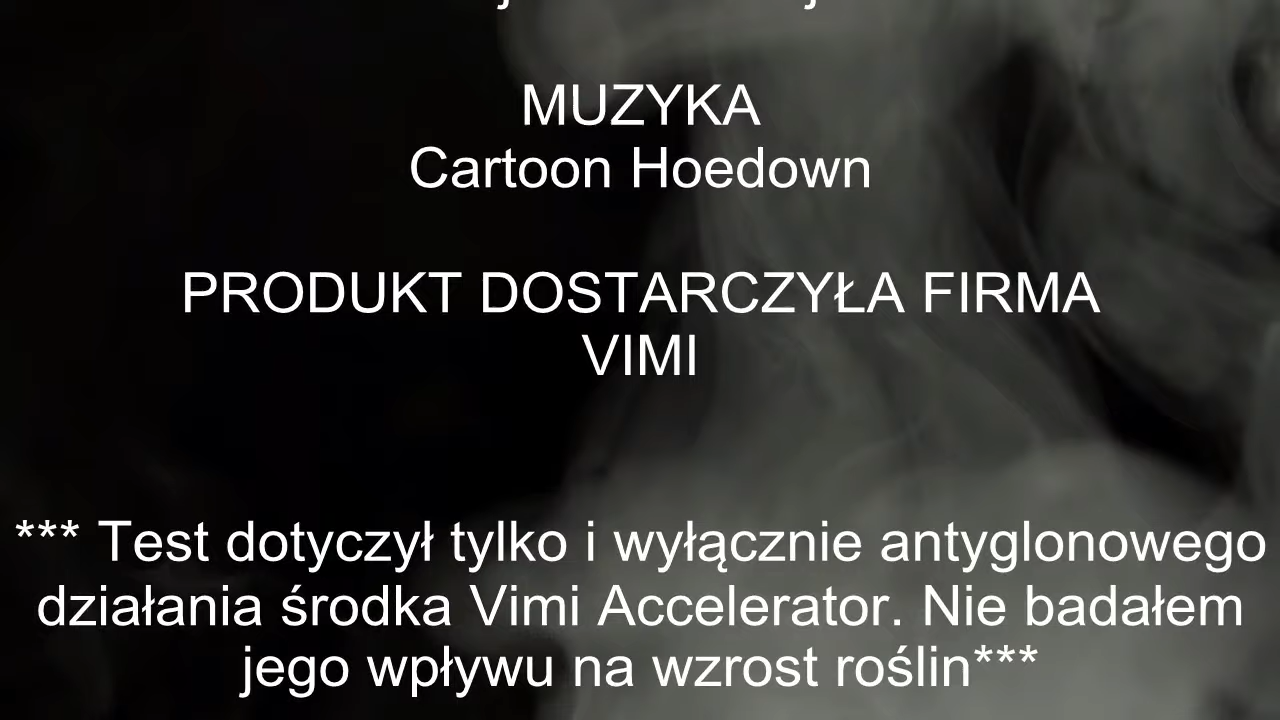 MUZYKA
Cartoon Hoedown
PRODUKT DOSTARCZYŁA FIRMA
VIMI
*** Test dotyczył tylko i wyłącznie antyglonowego
działania środka Vimi Accelerator. Nie badałem
jego wpływu na wzrost roślin***